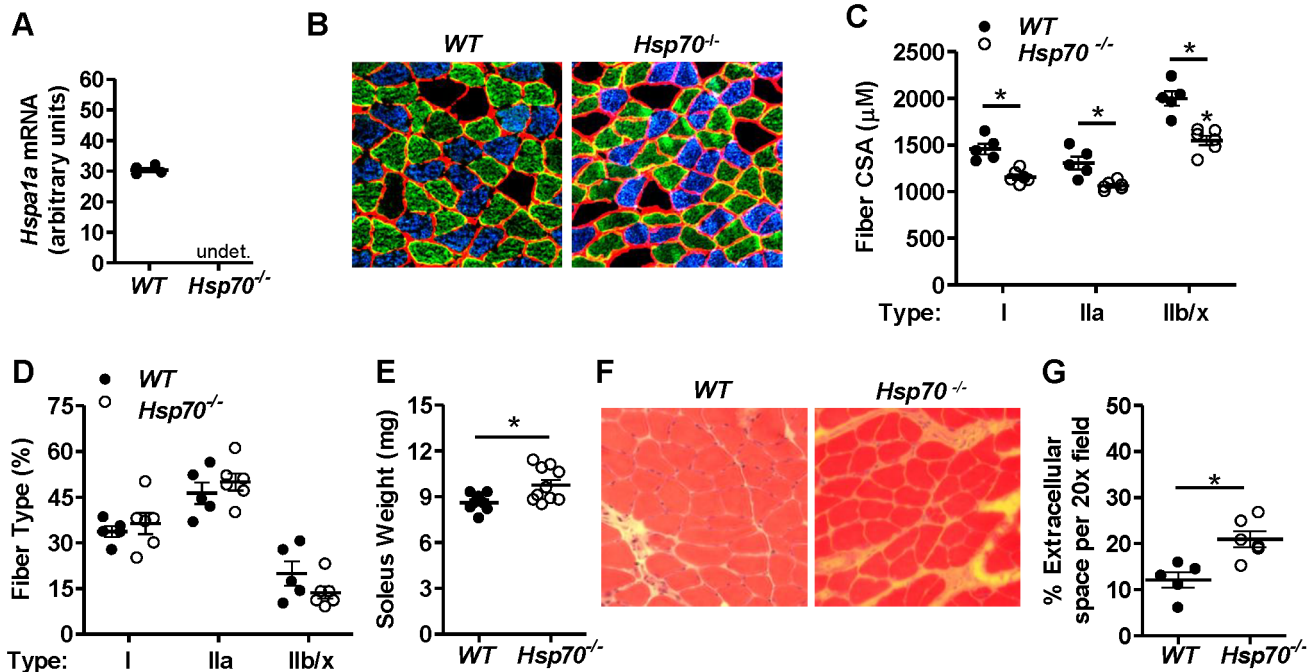 A
Hspa1a mRNA
(arbitrary units)
60
50
40
30
20
10
0
undet.
WT
Hsp70-/-
B
WT
Hsp70-/-
C
WT
Hsp70 -/-
Fiber CSA (μM)
2500
2000
1500
1000
500
0
*
*
*
*
Type:
I
IIa
IIb/x
D
WT
Hsp70-/-
Fiber Type (%)
75
60
45
30
15
0
Type:
I
IIa
IIb/x
E
Soleus Weight (mg)
15
12
9
6
3
0
*
WT
Hsp70-/-
F
WT
Hsp70 -/-
G
% Extracellular
space per 20x field
50
40
30
20
10
0
*
WT
Hsp70-/-